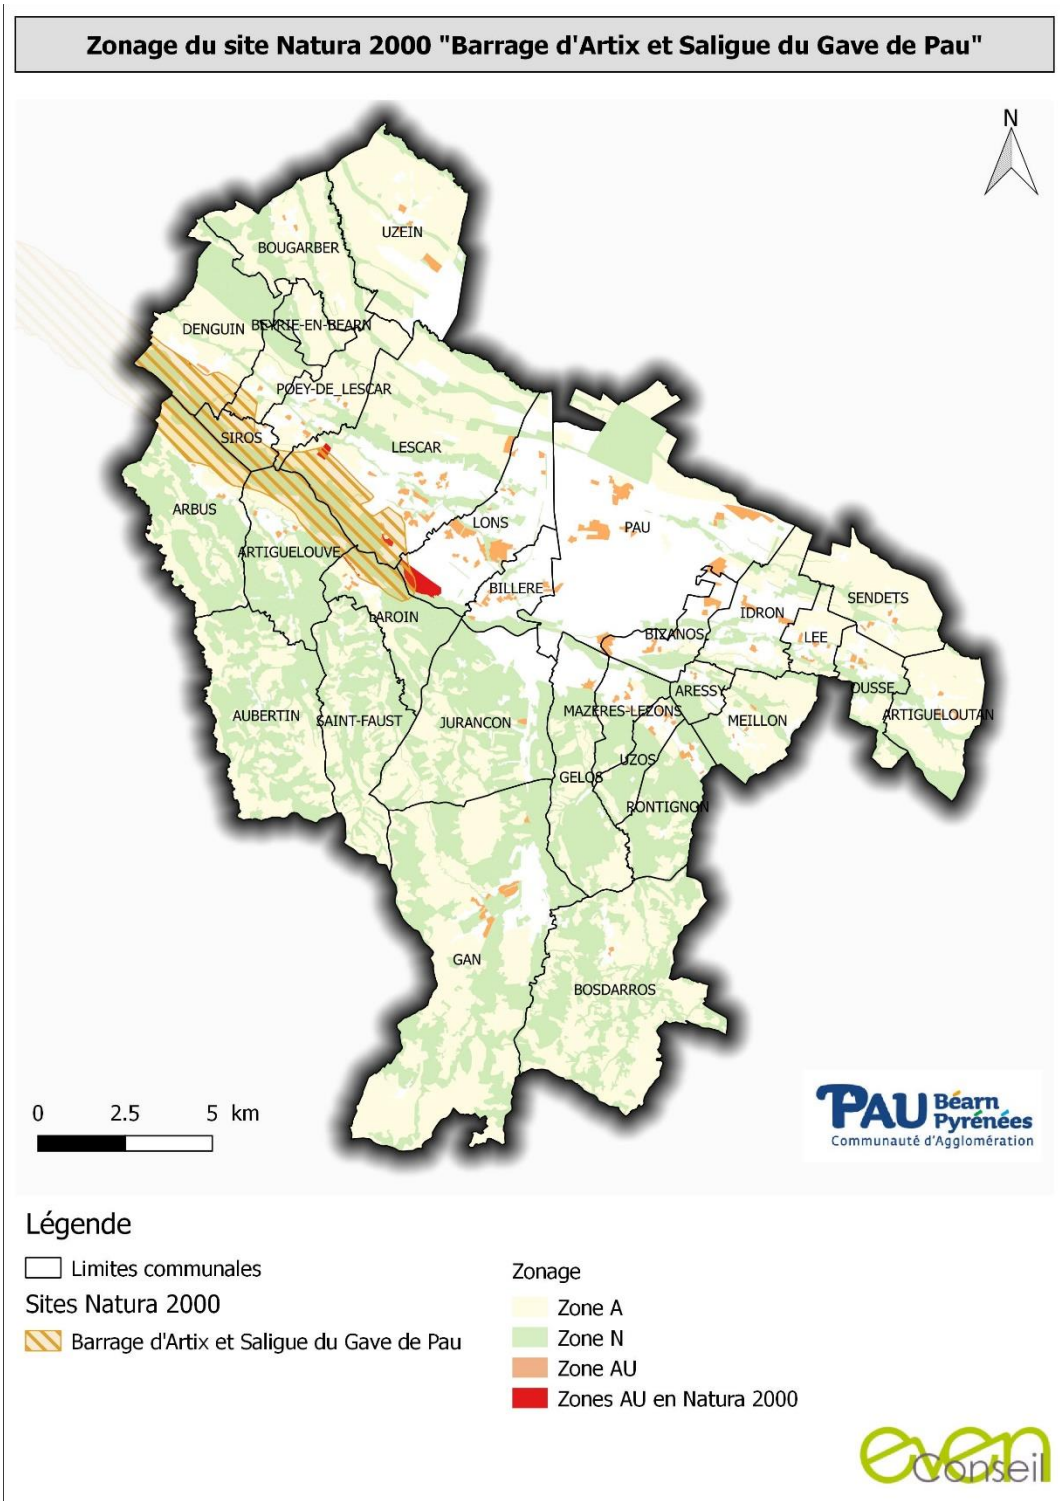 Zonage du site Natura 2000 "Barrage d'Artix et Saligue du Gave de Pau"
N
UZEIN
BOUGARBER
DENGUIN
BEYRIE-EN-BEARN
POEY-DE_LESCAR
SIROS
LESCAR
ARBUS
LONS
PAU
ARTIGUELOUVE
BILLERE
SENDETS
LAROIN
IDRON
BIZANOS
LEE
ARESSY
OUSSE
AUBERTIN
SAINT-FAUST
JURANCON
MAZERES-LEZONS
MEILLON
ARTIGUELOUTAN
UZOS
GELOS
RONTIGNON
GAN
BOSDARROS
0 2.5 5 km
PAU Béarn
Pyrénées
Communauté d'Agglomération
Légende
Limites communales
Sites Natura 2000
Barrage d'Artix et Saligue du Gave de Pau
Zonage
Zone A
Zone N
Zone AU
Zones AU en Natura 2000
even
Conseil